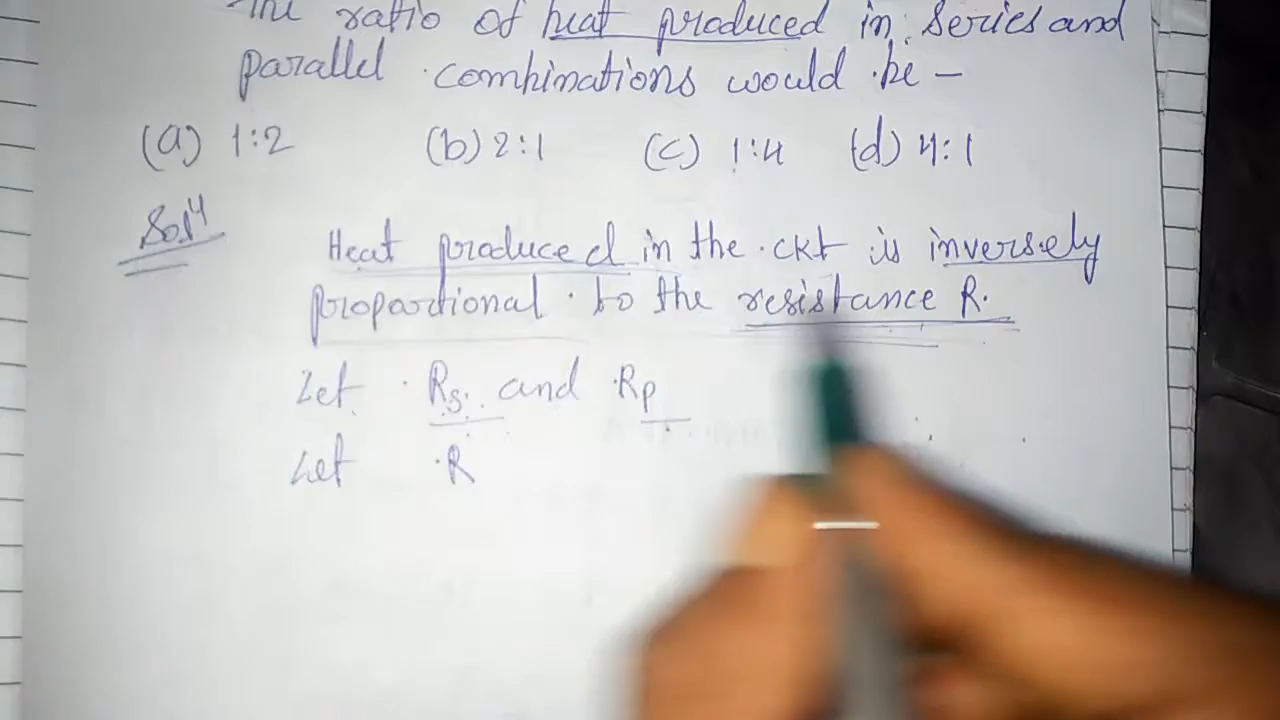 The ratio of heat produced in series and
parallel combinations would be –
(a) 1:2 (b) 2:1 (c) 1:4 (d) 4:1
Solⁿ
Heat produced in the ckt is inversely
proportional to the resistance R.
Let Rs. and Rp
Let R